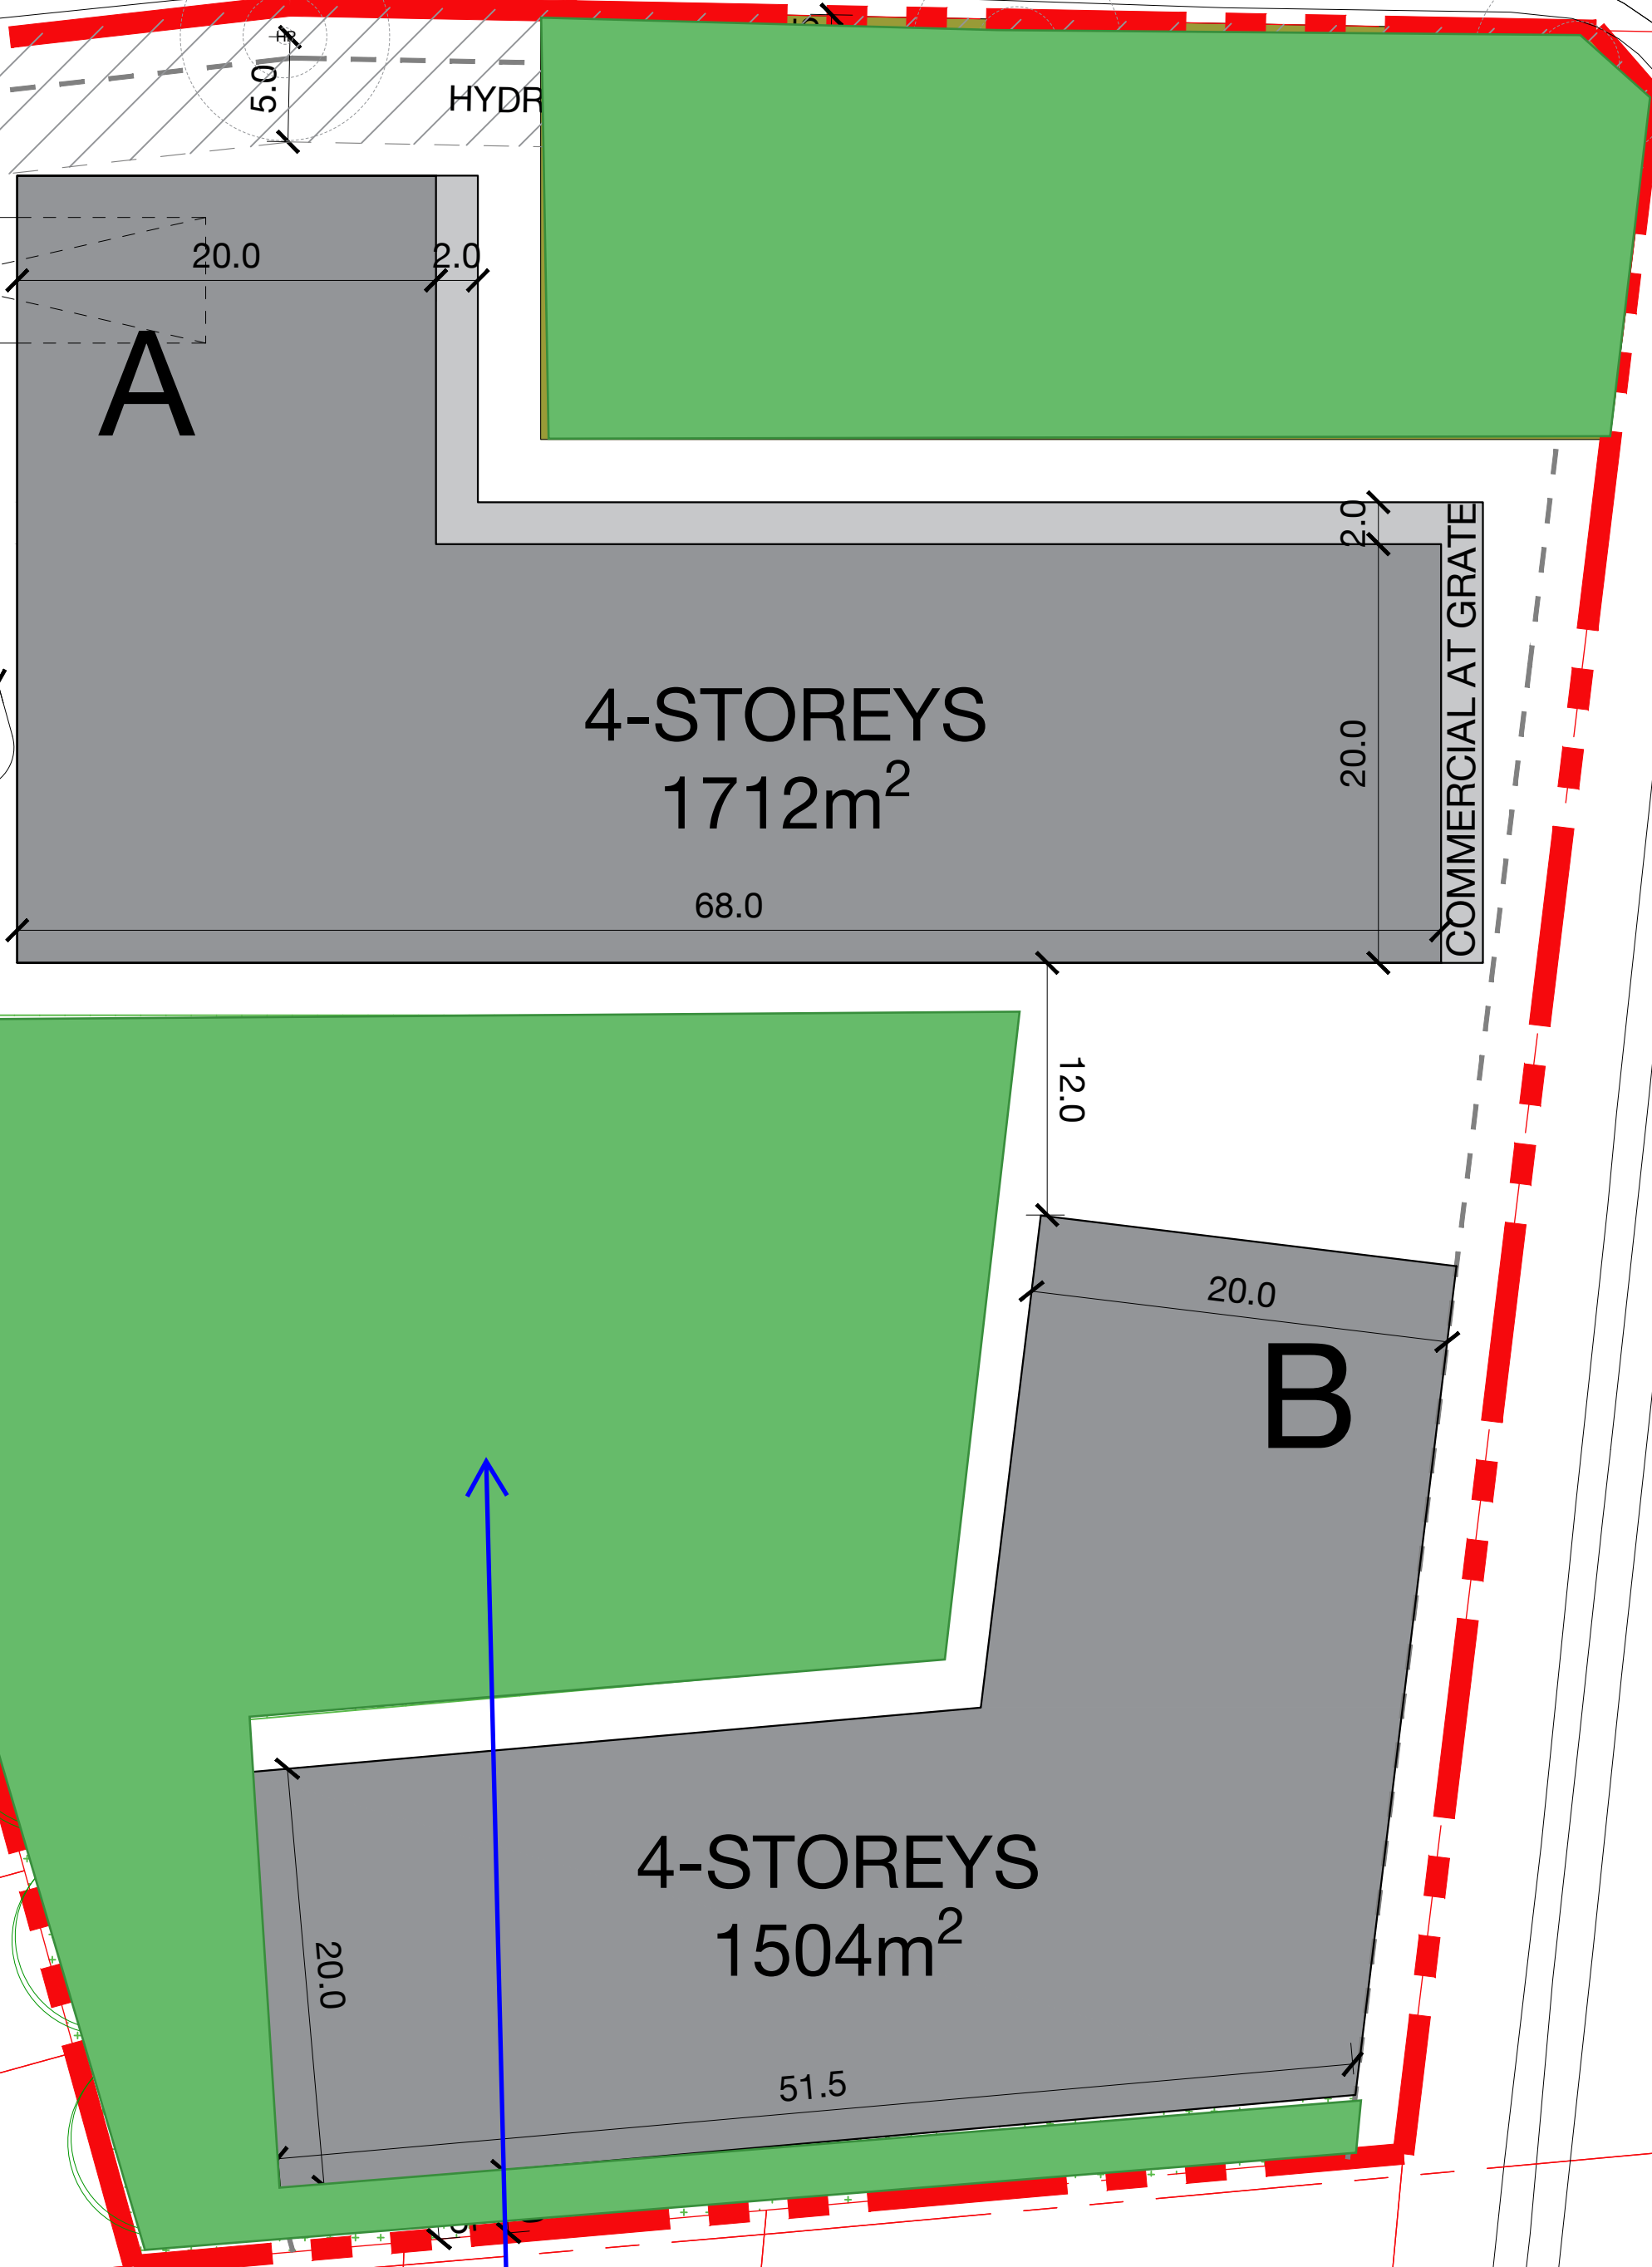 5.0
HYDR
20.0
2.0
A
2.0
COMMERCIAL AT GRATE
4-STOREYS
1712m²
20.0
68.0
12.0
20.0
B
4-STOREYS
1504m²
20.0
51.5